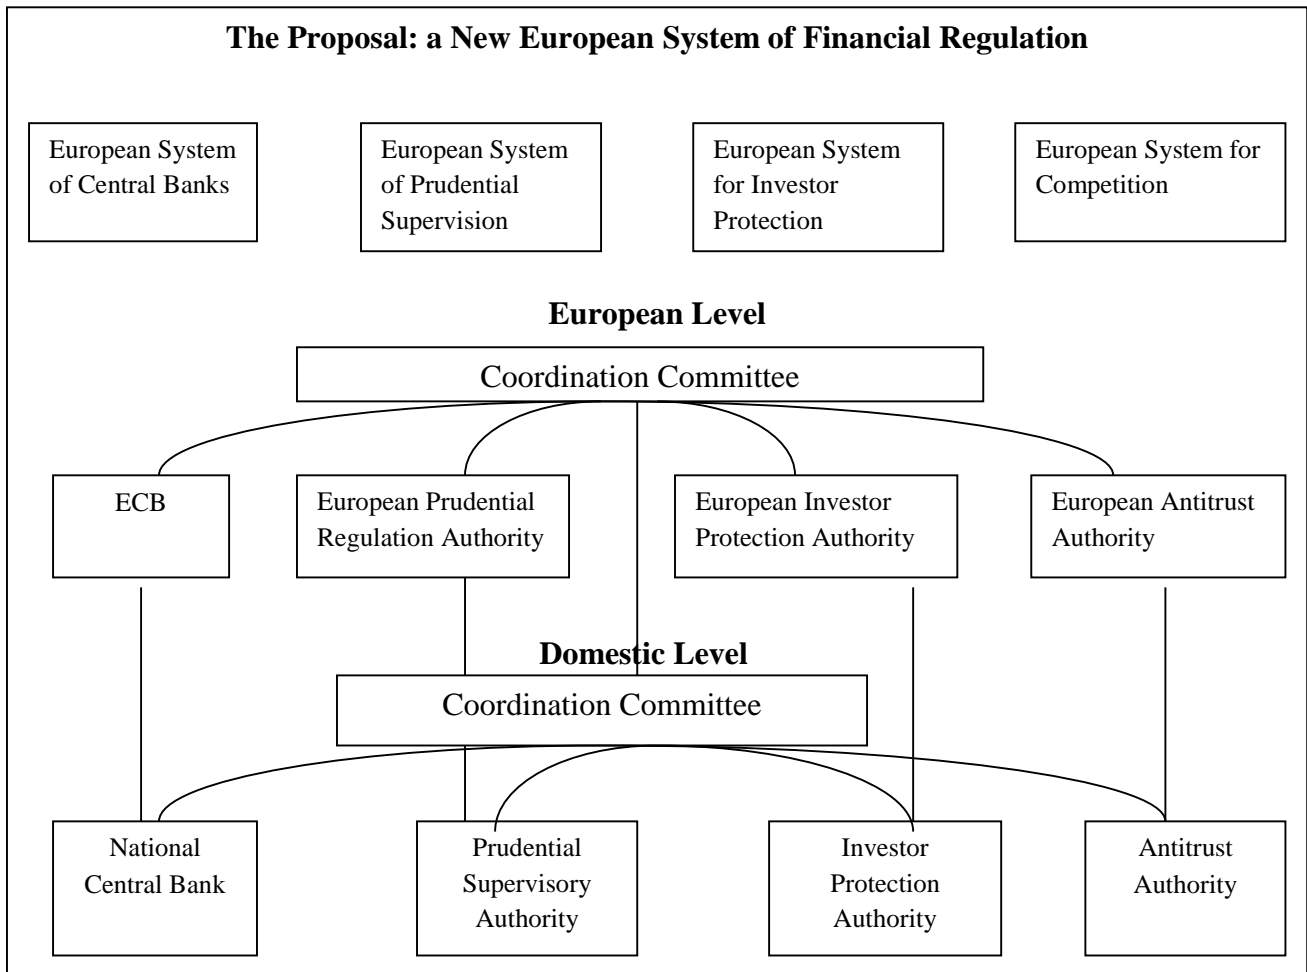 The Proposal: a New European System of Financial Regulation
European System
of Central Banks
European System
of Prudential
Supervision
European System
for Investor
Protection
European System for
Competition
European Level
Coordination Committee
ECB
European Prudential
Regulation Authority
European Investor
Protection Authority
European Antitrust
Authority
Domestic Level
Coordination Committee
National
Central Bank
Prudential
Supervisory
Authority
Investor
Protection
Authority
Antitrust
Authority